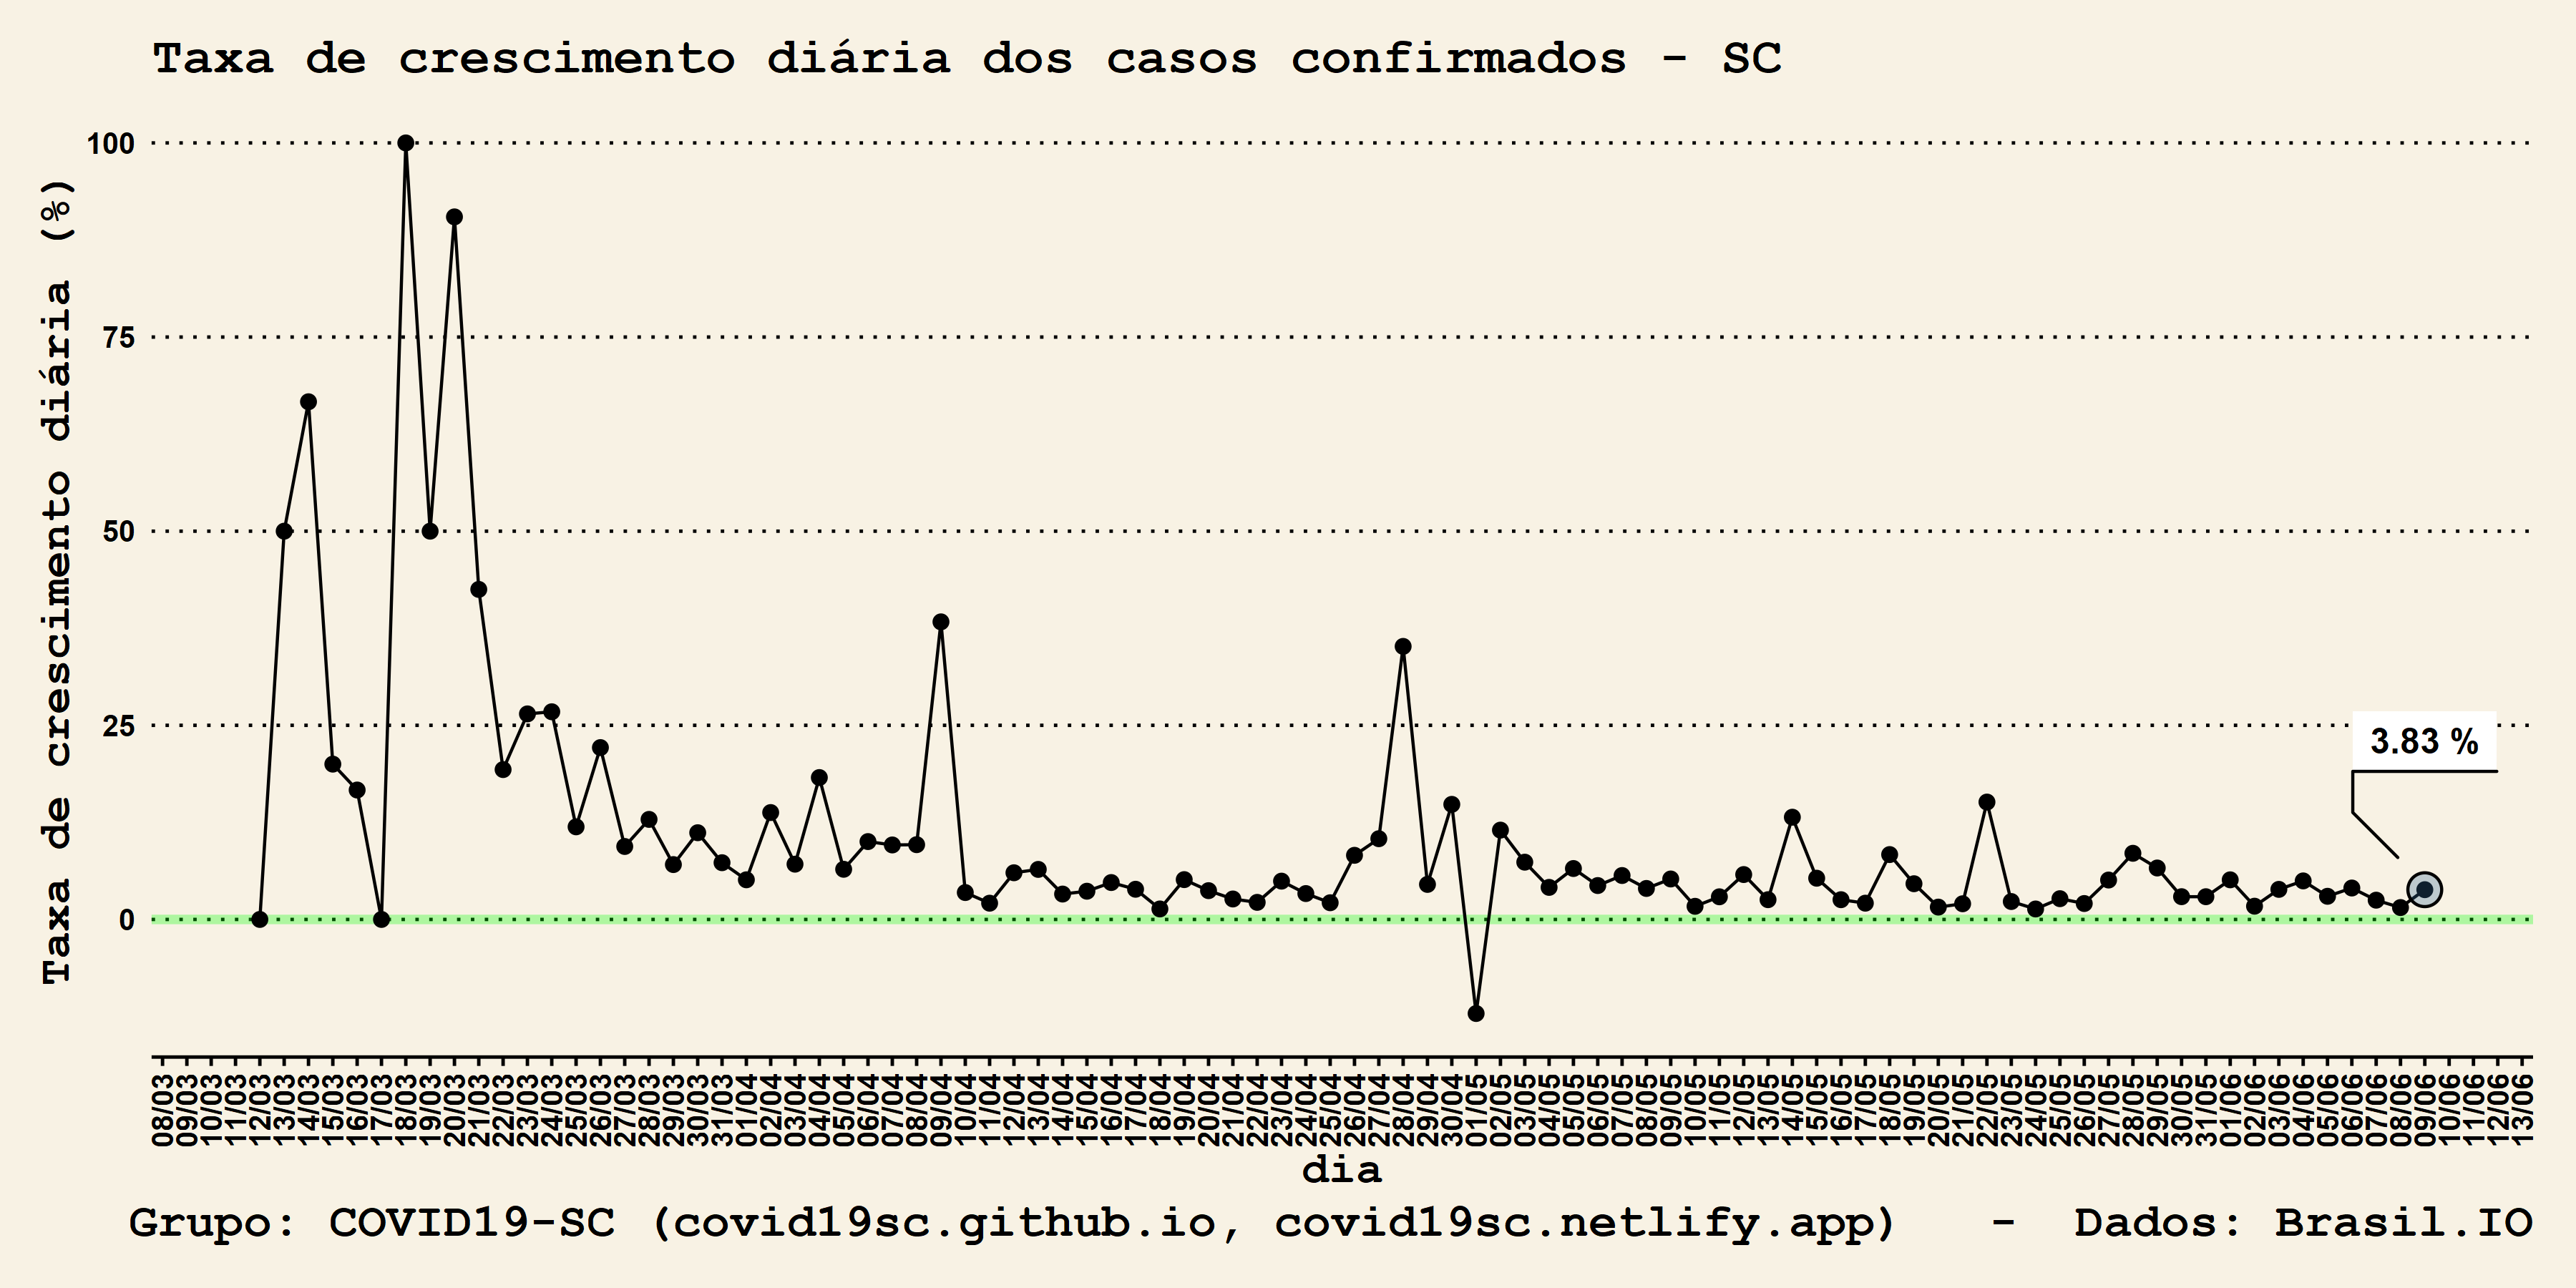 Taxa de crescimento diária dos casos confirmados - SC
Taxa de crescimento diária (%)
100
75
50
25
0
3.83 %
08/03 09/03 10/03 11/03 12/03 13/03 14/03 15/03 16/03 17/03 18/03 19/03 20/03 21/03 22/03 23/03 24/03 25/03 26/03 27/03 28/03 29/03 30/03 31/03 01/04 02/04 03/04 04/04 05/04 06/04 07/04 08/04 09/04 10/04 11/04 12/04 13/04 14/04 15/04 16/04 17/04 18/04 19/04 20/04 21/04 22/04 23/04 24/04 25/04 26/04 27/04 28/04 29/04 30/04 01/05 02/05 03/05 04/05 05/05 06/05 07/05 08/05 09/05 10/05 11/05 12/05 13/05 14/05 15/05 16/05 17/05 18/05 19/05 20/05 21/05 22/05 23/05 24/05 25/05 26/05 27/05 28/05 29/05 30/05 31/05 01/06 02/06 03/06 04/06 05/06 06/06 07/06 08/06 09/06 10/06 11/06 12/06 13/06
dia
Grupo: COVID19-SC (covid19sc.github.io, covid19sc.netlify.app) - Dados: Brasil.IO